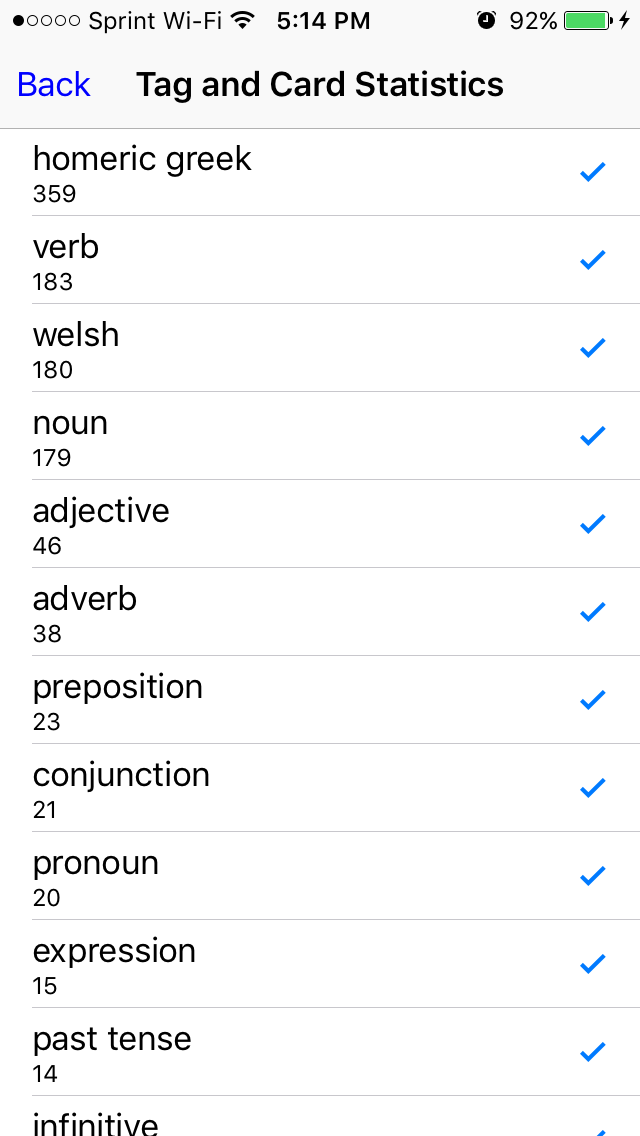 Sprint Wi-Fi 5:14 PM 92%
Back Tag and Card Statistics
homeric greek
359
verb
183
welsh
180
noun
179
adjective
46
adverb
38
preposition
23
conjunction
21
pronoun
20
expression
15
past tense
14
infinitive